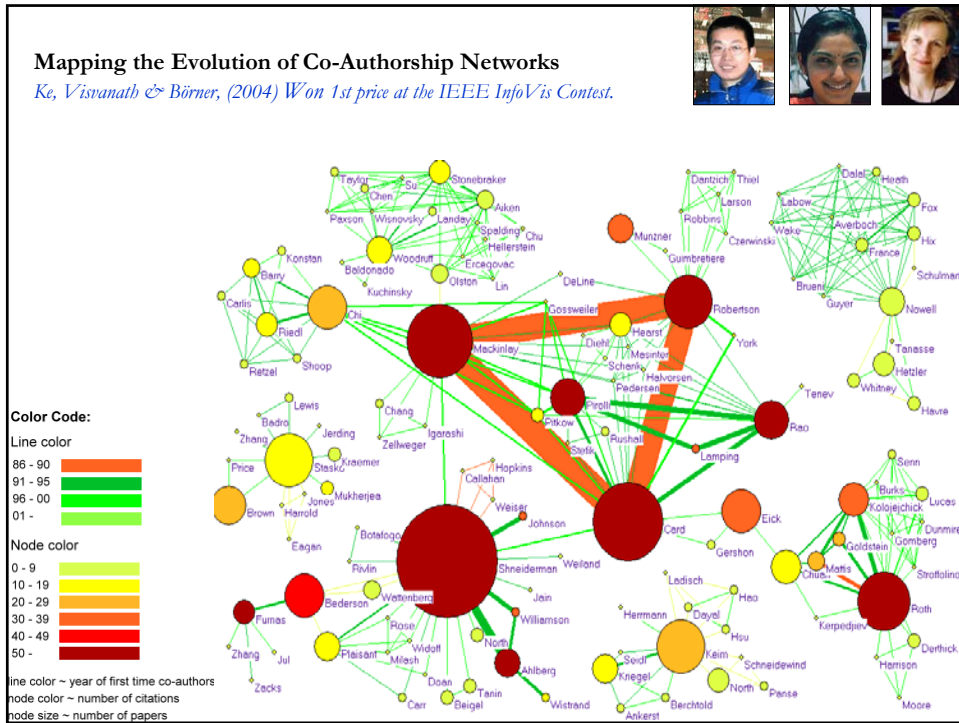 Mapping the Evolution of Co-Authorship Networks
Ke, Visvanath & Börner, (2004) Won 1st price at the IEEE InfoVis Contest.
Taylor
Su
Stonebraker
Chen
Aiken
Paxson
Wisnovsky
Landay
Spalding
Chu
Hellerstein
Woodruff
Ercegovac
Baldonado
Olston
Lin
Kuchinsky
Konstan
Barry
Carlis
Chi
Riedl
Retzel
Shoop
Dantzich
Thiel
Larson
Robbins
Munzner
Czerwinski
Guimbretiere
DeLine
Robertson
Gossweiler
Mackinlay
Hearst
York
Diehl
Masinter
Schank
Halvorsen
Pedersen
Tenev
Pirolli
Rao
Pitkow
Rushall
Stetik
Lamping
Chang
Igarashi
Zellweger
Dalal
Heath
Labow
Fox
Wake
Averboch
Hix
France
Schulman
Brueni
Guyer
Nowell
Tanasse
Hetzler
Whitney
Havre
Lewis
Badro
Zhang
Jerding
Price
Kraemer
Stasko
Jones
Mukherjea
Brown
Harrold
Eagan
Hopkins
Callahan
Weiser
Johnson
Card
Eick
Gershon
Botafogo
Shneiderman
Weiland
Rivlin
Jain
Wattenberg
Bederson
Williamson
Furnas
Rose
North
Plaisant
Widoff
Zhang
Jul
Milash
Ahlberg
Doan
Zacks
Tanin
Carr
Beigel
Wistrand
Senn
Burks
Lucas
Kolojejchick
Dunmire
Goldstein
Gomberg
Mattis
Stroffolino
Chuah
Roth
Kerpedjiev
Derthick
Harrison
Moore
Ladisch
Hao
Herrmann
Dayal
Hsu
Keim
Seidl
Schneidewind
Kriegel
North
Panse
Berchtold
Ankerst
Color Code:
Line color
86 - 90
91 - 95
96 - 00
01 -
Node color
0 - 9
10 - 19
20 - 29
30 - 39
40 - 49
50 -
line color ~ year of first time co-authors
node color ~ number of citations
node size ~ number of papers